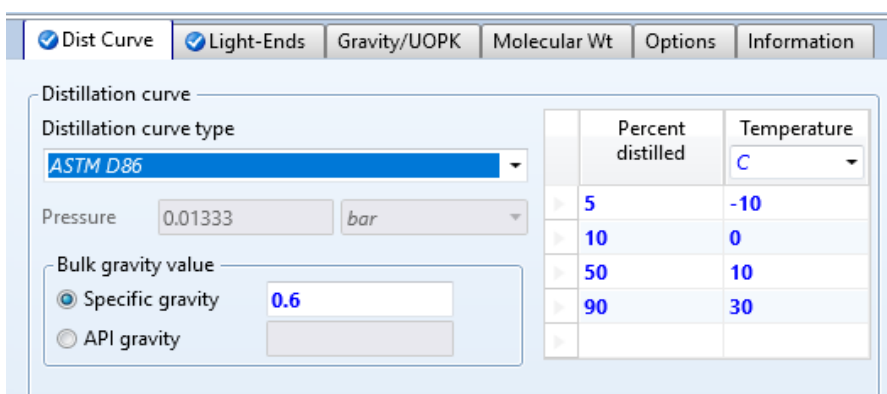 Dist Curve Light-Ends Gravity/UOPK Molecular Wt Options Information
Distillation curve
Distillation curve type
ASTM D86
Pressure 0.01333 bar
Bulk gravity value
Specific gravity 0.6
API gravity
Percent distilled Temperature
C
5 -10
10 0
50 10
90 30